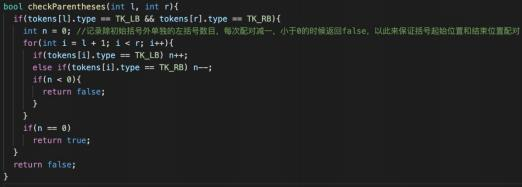 bool checkParentheses(int l, int r){
  if(tokens[l].type == TK_LB && tokens[r].type == TK_RB){
    int n = 0; //记录除初始括号外单独的左括号数目，每次配对减一，小于0的时候返回false，以此来保证括号起始位置和结束位置配对
    for(int i = l + 1; i < r; i++){
      if(tokens[i].type == TK_LB) n++;
      else if(tokens[i].type == TK_RB) n--;
      if(n < 0){
        return false;
      }
    }
    if(n == 0)
      return true;
  }
  return false;
}